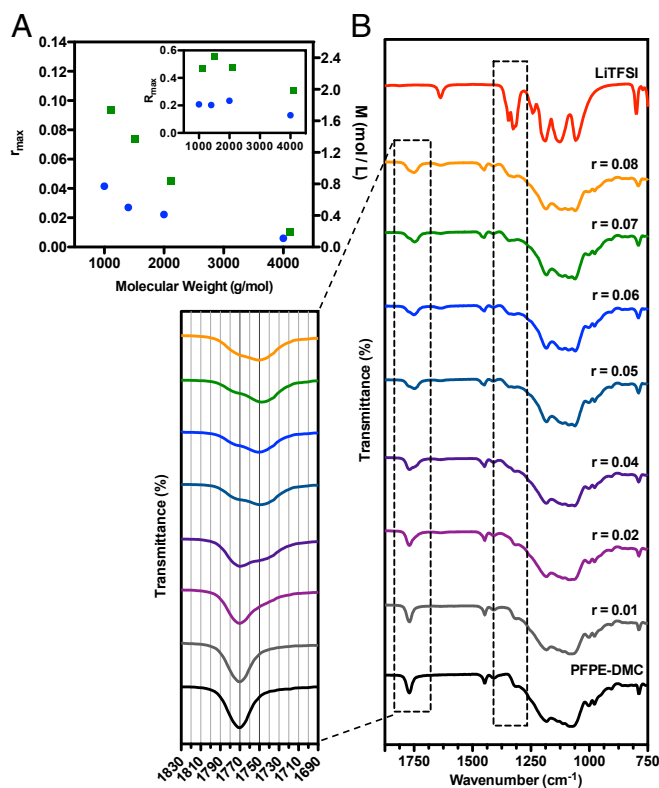 A
B
0.14
0.12
0.10
0.08
0.06
0.04
0.02
0.00
r_max
2.4
2.0
1.6
1.2
0.8
0.4
0.0
M (mol / L)
1000 2000 3000 4000
Molecular Weight (g/mol)
0.6
0.4
0.2
0.0
R_max
1000 2000 3000 4000
Transmittance (%)
1830 1810 1790 1770 1750 1730 1710 1690
LiTFSI
r = 0.08
r = 0.07
r = 0.06
r = 0.05
r = 0.04
r = 0.02
r = 0.01
PFPE-DMC
Transmittance (%)
1750 1500 1250 1000 750
Wavenumber (cm⁻¹)